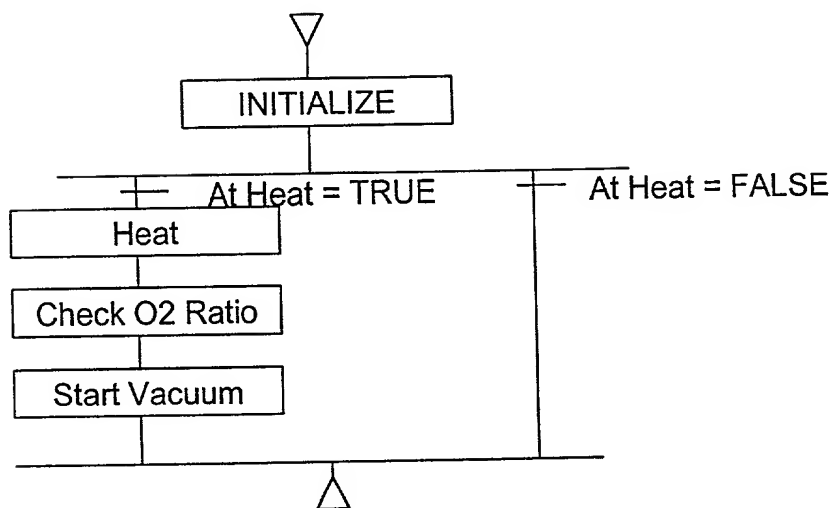 INITIALIZE
At Heat = TRUE
At Heat = FALSE
Heat
Check O2 Ratio
Start Vacuum